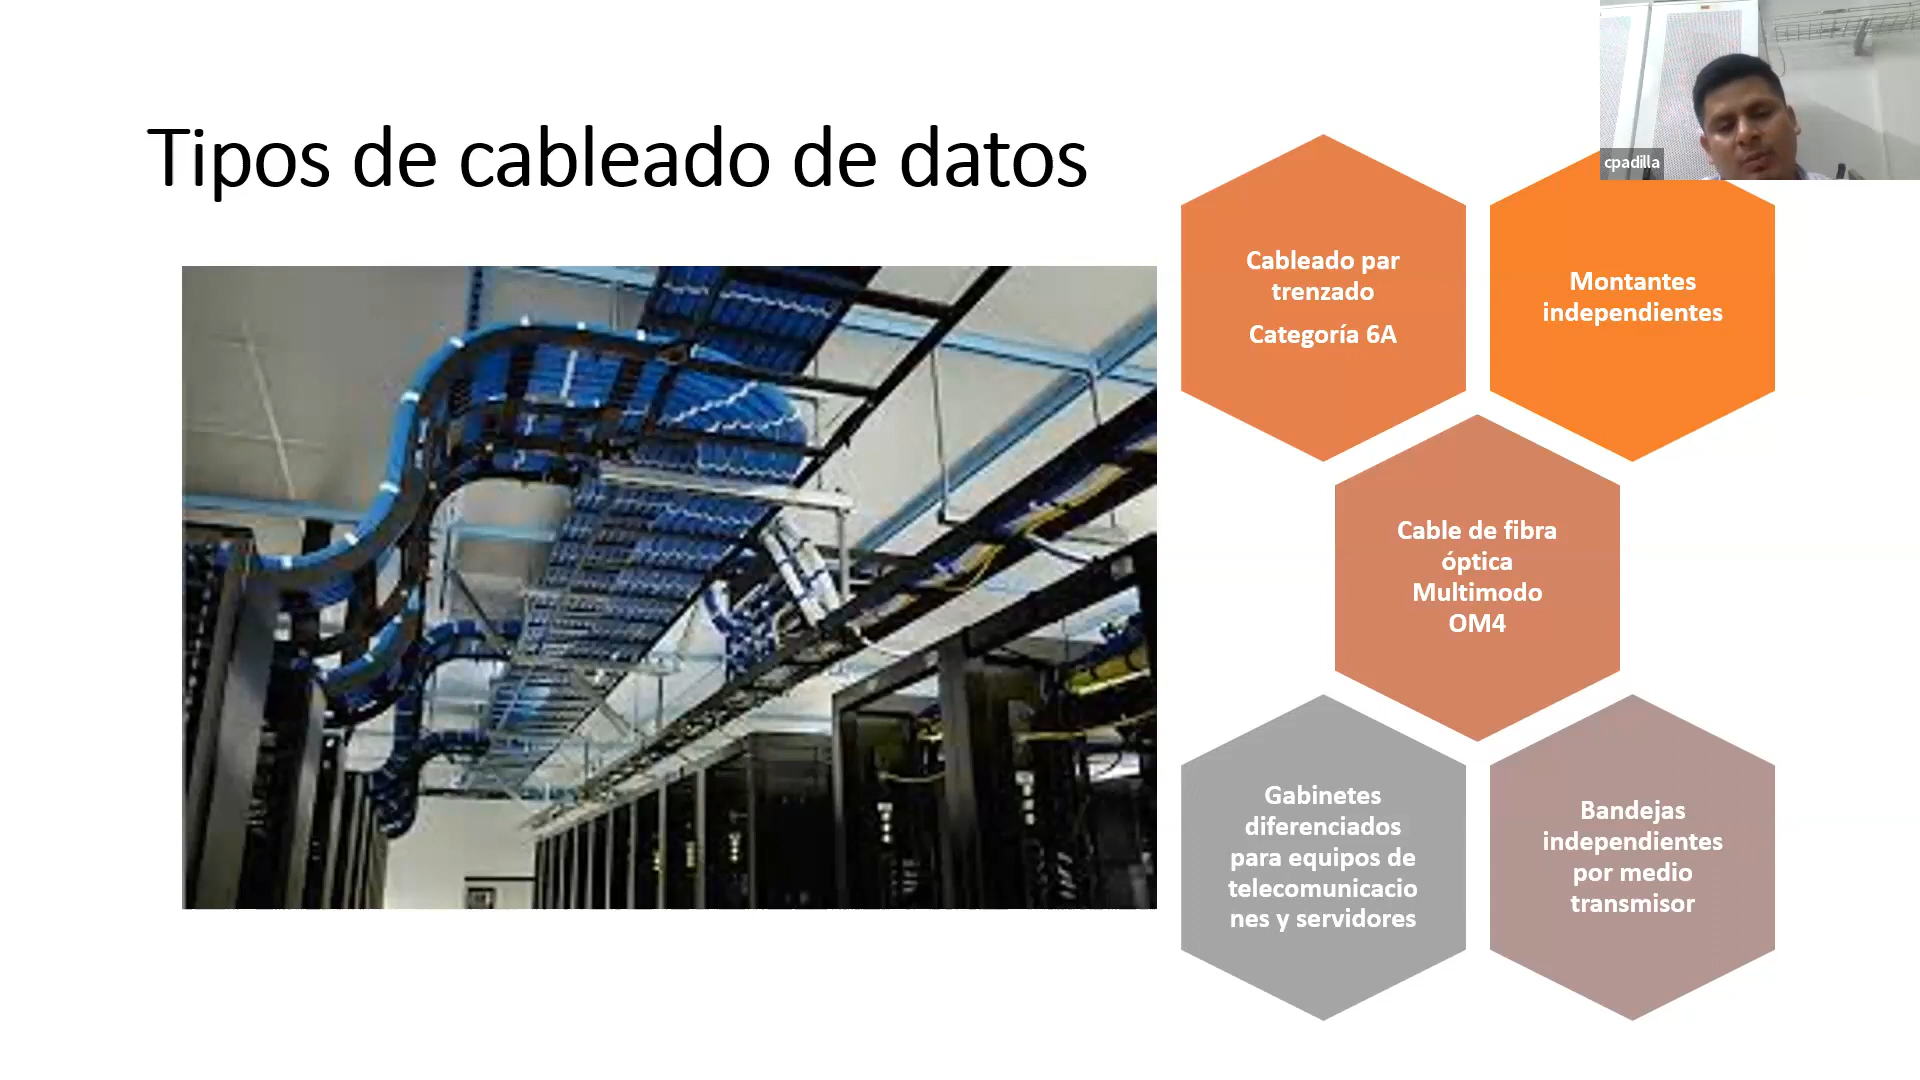 Tipos de cableado de datos
cpadilla
Cableado par
trenzado
Categoría 6A
Montantes
independientes
Cable de fibra
óptica
Multimodo
OM4
Gabinetes
diferenciados
para equipos de
telecomunicacio
nes y servidores
Bandejas
independientes
por medio
transmisor